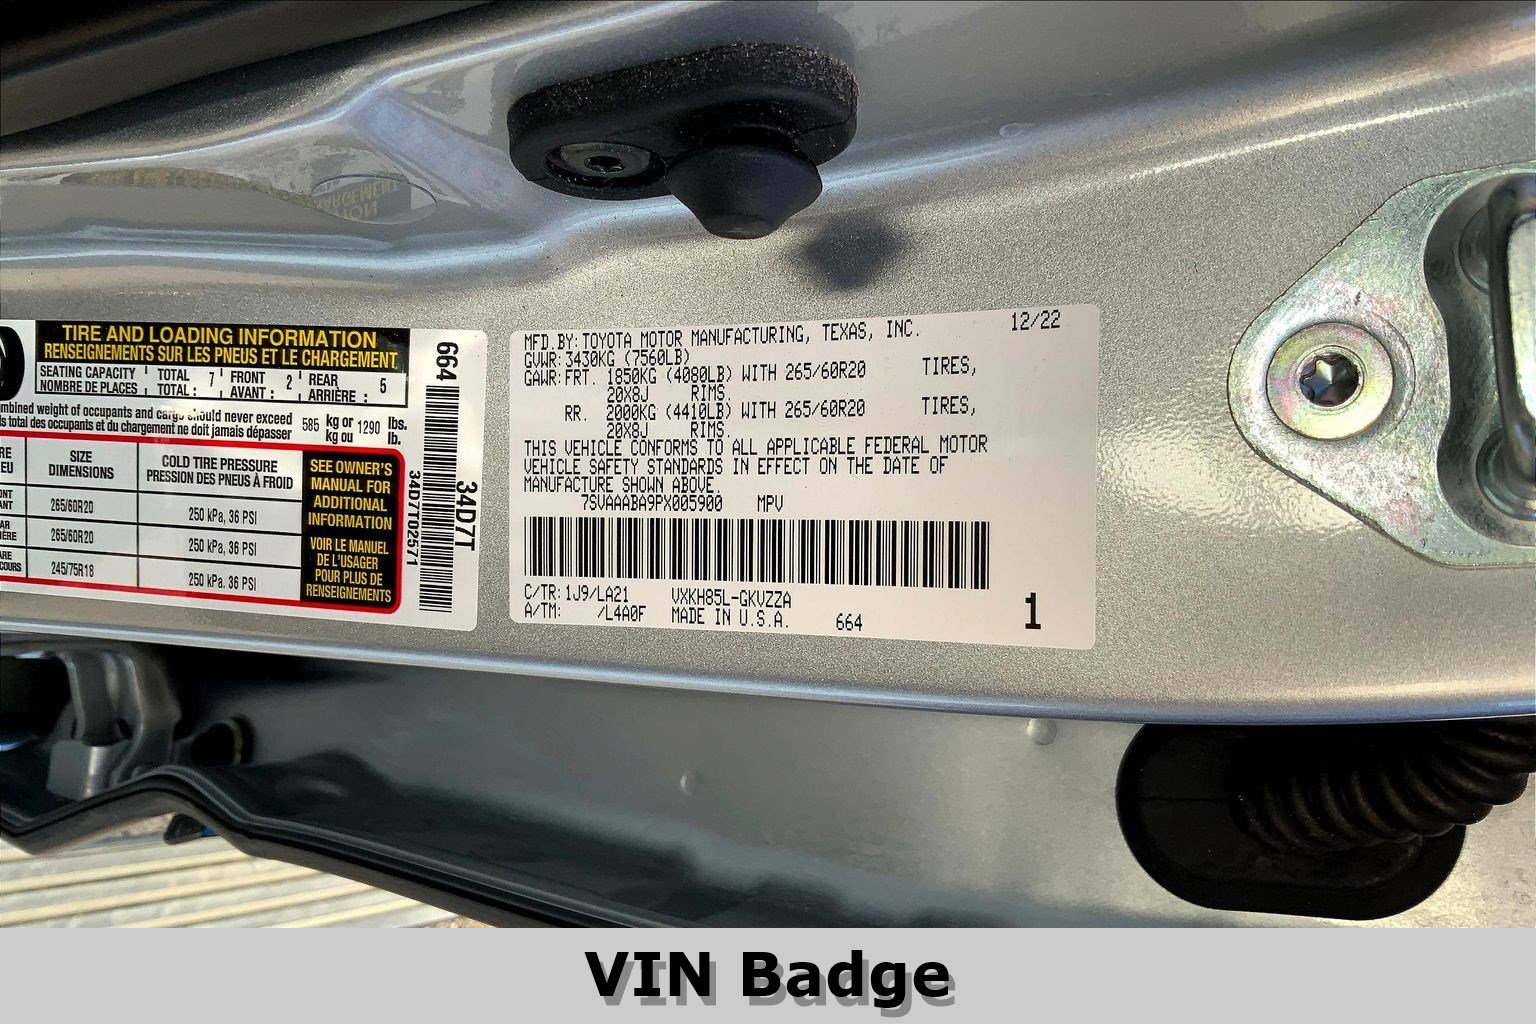 TIRE AND LOADING INFORMATION
RENSEIGNEMENTS SUR LES PNEUS ET LE CHARGEMENT
SEATING CAPACITY TOTAL 7 FRONT 2 REAR 5
NOMBRE DE PLACES TOTAL : AVANT : ARRIÈRE :
combined weight of occupants and cargo should never exceed 585 kg or 1290 lbs.
total des occupants et du chargement ne doit jamais dépasser kg ou lb.
SIZE
DIMENSIONS
COLD TIRE PRESSURE
PRESSION DES PNEUS À FROID
265/60R20 250 kPa, 36 PSI
265/60R20 250 kPa, 36 PSI
245/75R18 250 kPa, 36 PSI
SEE OWNER'S
MANUAL FOR
ADDITIONAL
INFORMATION
VOIR LE MANUEL
DE L'USAGER
POUR PLUS DE
RENSEIGNEMENTS
664
34D7T
34D7T02571
MFD.BY:TOYOTA MOTOR MANUFACTURING, TEXAS, INC. 12/22
GVWR:3430KG (7560LB)
GAWR:FRT. 1850KG (4080LB) WITH 265/60R20 TIRES,
20X8J RIMS.
RR. 2000KG (4410LB) WITH 265/60R20 TIRES,
20X8J RIMS.
THIS VEHICLE CONFORMS TO ALL APPLICABLE FEDERAL MOTOR
VEHICLE SAFETY STANDARDS IN EFFECT ON THE DATE OF
MANUFACTURE SHOWN ABOVE.
7SVAAABA9PX005900 MPV
C/TR:1J9/LA21 VXKH85L-GKVZZA
A/TM: /L4A0F MADE IN U.S.A. 664 1
VIN Badge